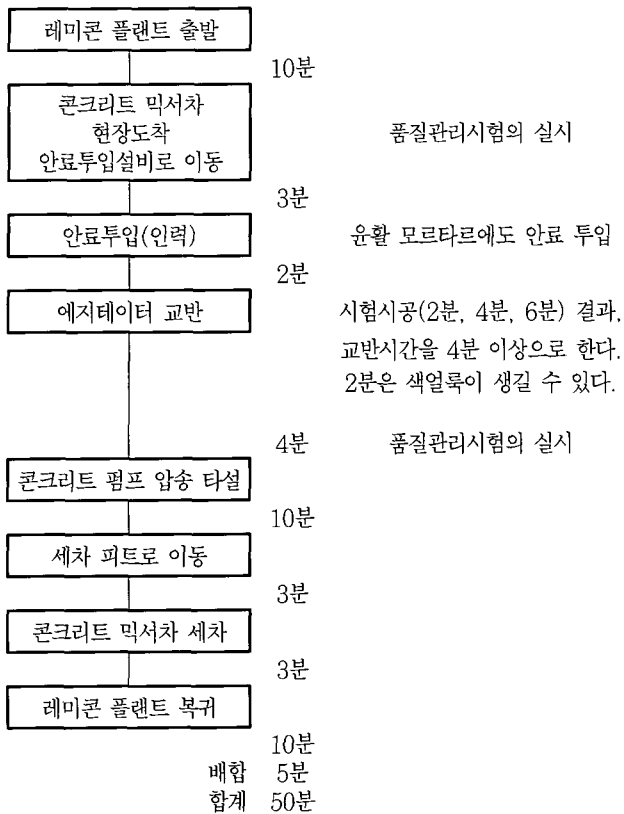 레미콘 플랜트 출발
10분
콘크리트 믹서차
현장도착
안료투입설비로 이동
품질관리시험의 실시
3분
안료투입(인력)
윤활 모르타르에도 안료 투입
2분
에지테이터 교반
시험시공(2분, 4분, 6분) 결과,
교반시간을 4분 이상으로 한다.
2분은 색얼룩이 생길 수 있다.
4분
품질관리시험의 실시
콘크리트 펌프 압송 타설
10분
세차 피트로 이동
3분
콘크리트 믹서차 세차
3분
레미콘 플랜트 복귀
10분
배합 5분
합계 50분